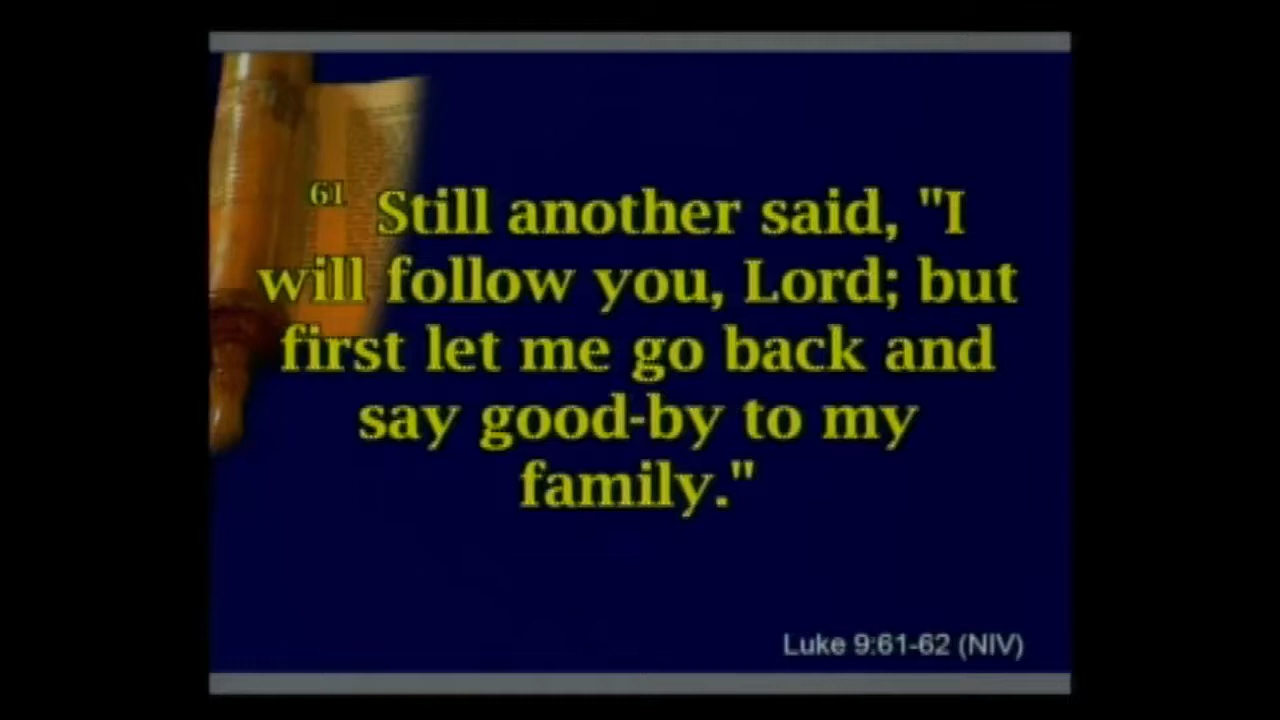 61 Still another said, "I
will follow you, Lord; but
first let me go back and
say good-by to my
family."
Luke 9:61-62 (NIV)